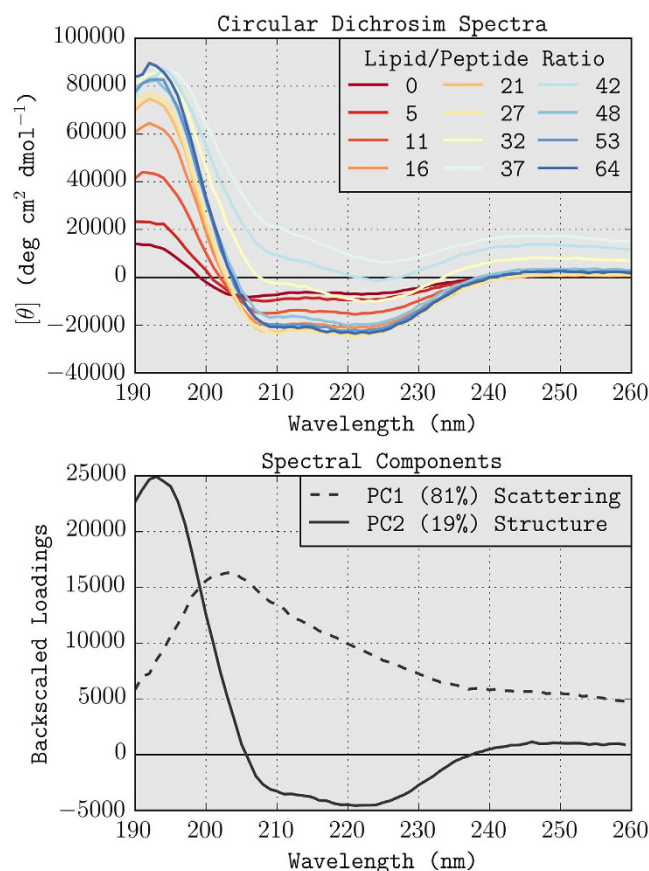 Circular Dichrosim Spectra
100000
80000
60000
40000
20000
0
−20000
−40000
[θ] (deg cm² dmol⁻¹)
Lipid/Peptide Ratio
0 21 42
5 27 48
11 32 53
16 37 64
190 200 210 220 230 240 250 260
Wavelength (nm)
Spectral Components
25000
20000
15000
10000
5000
0
−5000
Backscaled Loadings
PC1 (81%) Scattering
PC2 (19%) Structure
190 200 210 220 230 240 250 260
Wavelength (nm)